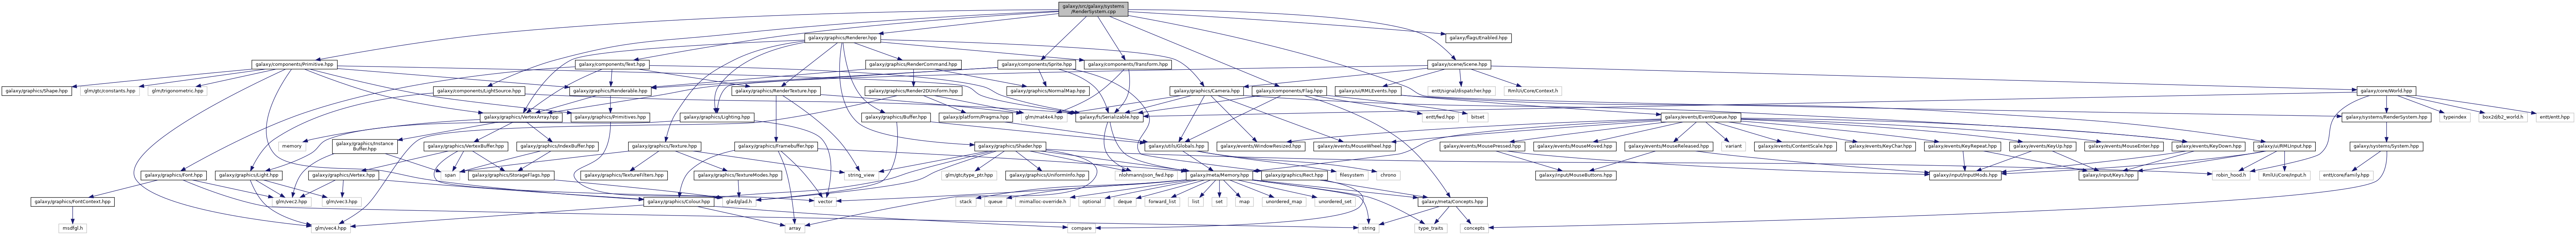 galaxy/src/galaxy/systems
/RenderSystem.cpp
galaxy/graphics/Renderer.hpp
galaxy/flags/Enabled.hpp
galaxy/components/Primitive.hpp
galaxy/components/Text.hpp
galaxy/graphics/RenderCommand.hpp
galaxy/components/Sprite.hpp
galaxy/components/Transform.hpp
galaxy/scene/Scene.hpp
galaxy/graphics/Shape.hpp
glm/gtc/constants.hpp
glm/trigonometric.hpp
galaxy/components/LightSource.hpp
galaxy/graphics/Renderable.hpp
galaxy/graphics/RenderTexture.hpp
galaxy/graphics/Render2DUniform.hpp
galaxy/graphics/NormalMap.hpp
galaxy/graphics/Camera.hpp
galaxy/components/Flag.hpp
galaxy/ui/RMLEvents.hpp
entt/signal/dispatcher.hpp
RmlUi/Core/Context.h
galaxy/core/World.hpp
galaxy/graphics/VertexArray.hpp
galaxy/graphics/Primitives.hpp
galaxy/graphics/Lighting.hpp
galaxy/graphics/Buffer.hpp
galaxy/platform/Pragma.hpp
glm/mat4x4.hpp
galaxy/fs/Serializable.hpp
entt/fwd.hpp
bitset
galaxy/events/EventQueue.hpp
galaxy/systems/RenderSystem.hpp
typeindex
box2d/b2_world.h
entt/entt.hpp
memory
galaxy/graphics/Instance
Buffer.hpp
galaxy/graphics/VertexBuffer.hpp
galaxy/graphics/IndexBuffer.hpp
galaxy/graphics/Texture.hpp
galaxy/graphics/Framebuffer.hpp
galaxy/graphics/Shader.hpp
galaxy/utils/Globals.hpp
galaxy/events/WindowResized.hpp
galaxy/events/MouseWheel.hpp
galaxy/events/MousePressed.hpp
galaxy/events/MouseMoved.hpp
galaxy/events/MouseReleased.hpp
variant
galaxy/events/ContentScale.hpp
galaxy/events/KeyChar.hpp
galaxy/events/KeyRepeat.hpp
galaxy/events/KeyUp.hpp
galaxy/events/MouseEnter.hpp
galaxy/events/KeyDown.hpp
galaxy/ui/RMLInput.hpp
galaxy/systems/System.hpp
galaxy/graphics/Font.hpp
galaxy/graphics/Light.hpp
galaxy/graphics/Vertex.hpp
span
galaxy/graphics/StorageFlags.hpp
galaxy/graphics/TextureFilters.hpp
galaxy/graphics/TextureModes.hpp
string_view
glm/gtc/type_ptr.hpp
galaxy/graphics/UniformInfo.hpp
nlohmann/json_fwd.hpp
galaxy/meta/Memory.hpp
galaxy/graphics/Rect.hpp
filesystem
chrono
galaxy/input/MouseButtons.hpp
galaxy/input/InputMods.hpp
galaxy/input/Keys.hpp
robin_hood.h
RmlUi/Core/Input.h
entt/core/family.hpp
galaxy/graphics/FontContext.hpp
glm/vec2.hpp
glm/vec3.hpp
galaxy/graphics/Colour.hpp
glad/glad.h
vector
stack
queue
mimalloc-override.h
optional
deque
forward_list
list
set
map
unordered_map
unordered_set
galaxy/meta/Concepts.hpp
msdfgl.h
glm/vec4.hpp
array
compare
string
type_traits
concepts